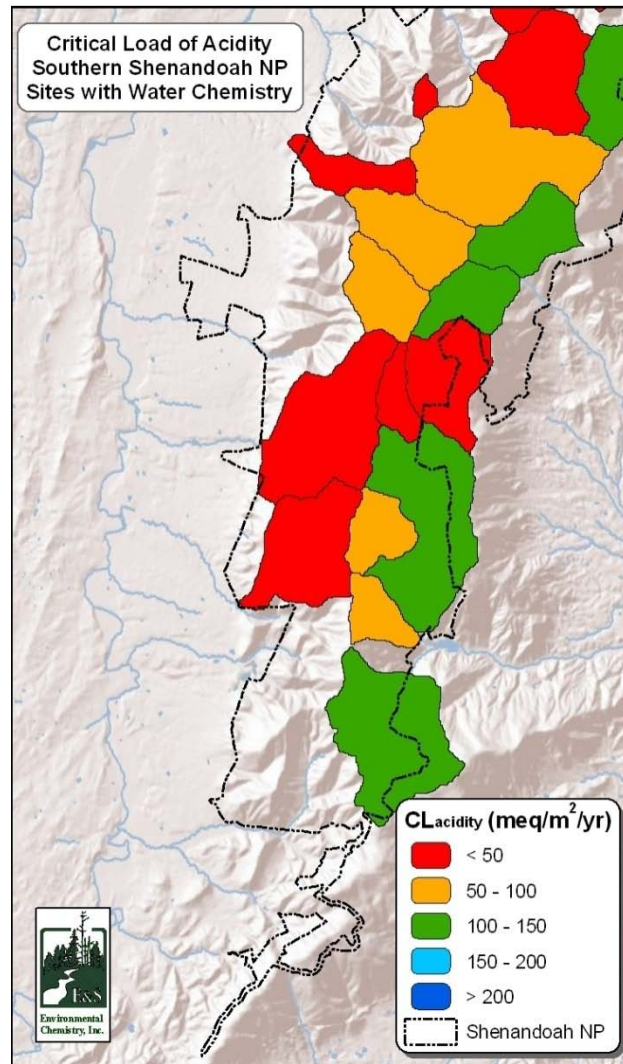 Critical Load of Acidity
Southern Shenandoah NP
Sites with Water Chemistry
CLacidity (meq/m²/yr)
< 50
50 - 100
100 - 150
150 - 200
> 200
Shenandoah NP
E&S
Environmental
Chemistry, Inc.